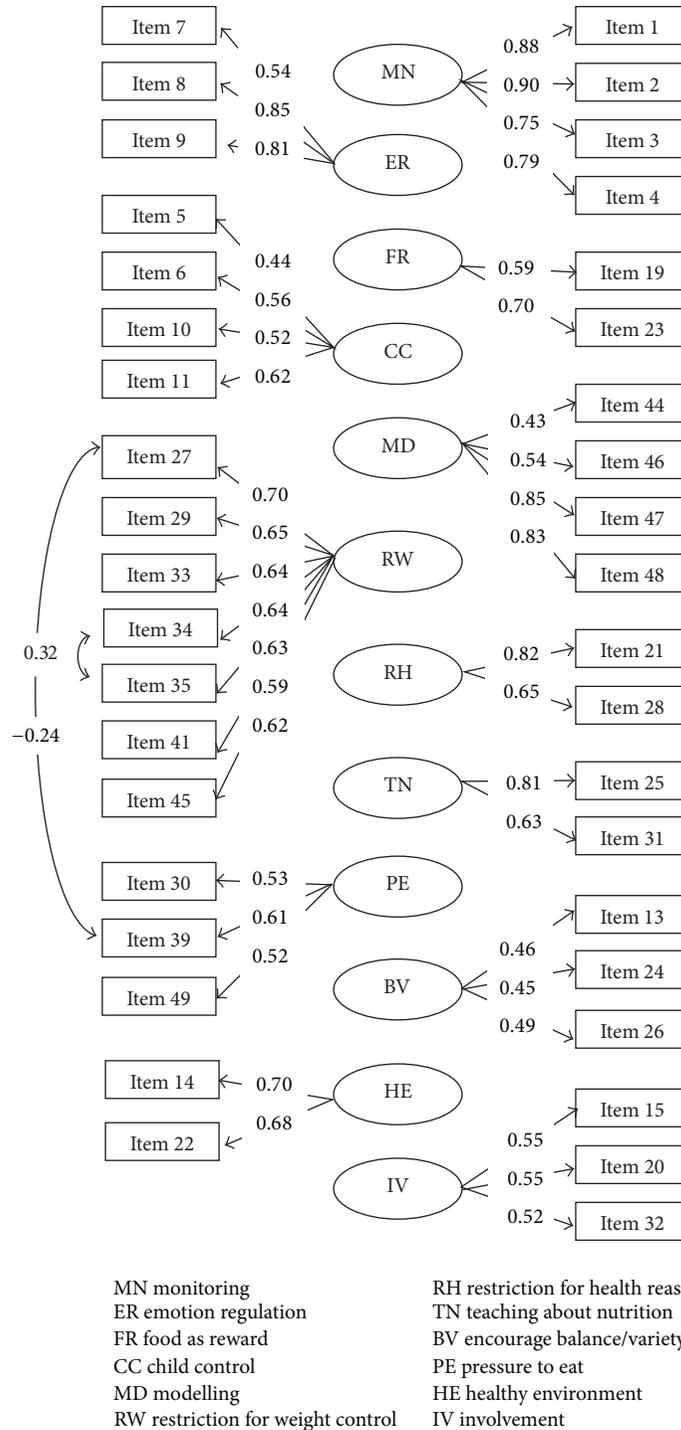 Item 7
0.54
Item 8
0.85
Item 9
0.81
MN
ER
0.88
Item 1
0.90
Item 2
0.75
Item 3
0.79
Item 4
Item 5
0.44
Item 6
0.56
Item 10
0.52
Item 11
0.62
FR
CC
0.59
Item 19
0.70
Item 23
MD
0.43
Item 44
0.54
Item 46
0.85
Item 47
0.83
Item 48
Item 27
0.70
Item 29
0.65
Item 33
0.64
Item 34
0.64
Item 35
0.63
Item 41
0.59
Item 45
0.62
0.32
−0.24
RW
RH
0.82
Item 21
0.65
Item 28
TN
0.81
Item 25
0.63
Item 31
Item 30
0.53
Item 39
0.61
Item 49
0.52
PE
BV
0.46
Item 13
0.45
Item 24
0.49
Item 26
Item 14
0.70
Item 22
0.68
HE
IV
0.55
Item 15
0.55
Item 20
0.52
Item 32
MN monitoring
ER emotion regulation
FR food as reward
CC child control
MD modelling
RW restriction for weight control
RH restriction for health reas
TN teaching about nutrition
BV encourage balance/variety
PE pressure to eat
HE healthy environment
IV involvement